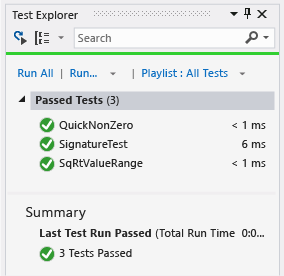 Test Explorer
Search
Run All | Run... | Playlist : All Tests
Passed Tests (3)
QuickNonZero < 1 ms
SignatureTest 6 ms
SqRtValueRange < 1 ms
Summary
Last Test Run Passed (Total Run Time 0:0...
3 Tests Passed